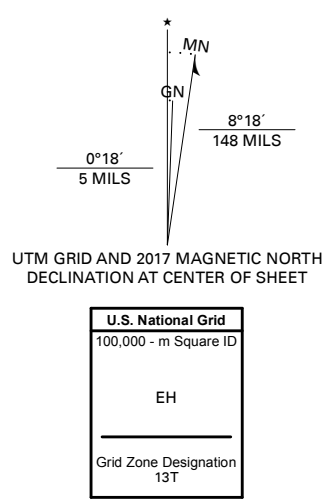 ★
MN
GN
8°18´
148 MILS
0°18´
5 MILS
UTM GRID AND 2017 MAGNETIC NORTH
DECLINATION AT CENTER OF SHEET
U.S. National Grid
100,000 - m Square ID
EH
Grid Zone Designation
13T